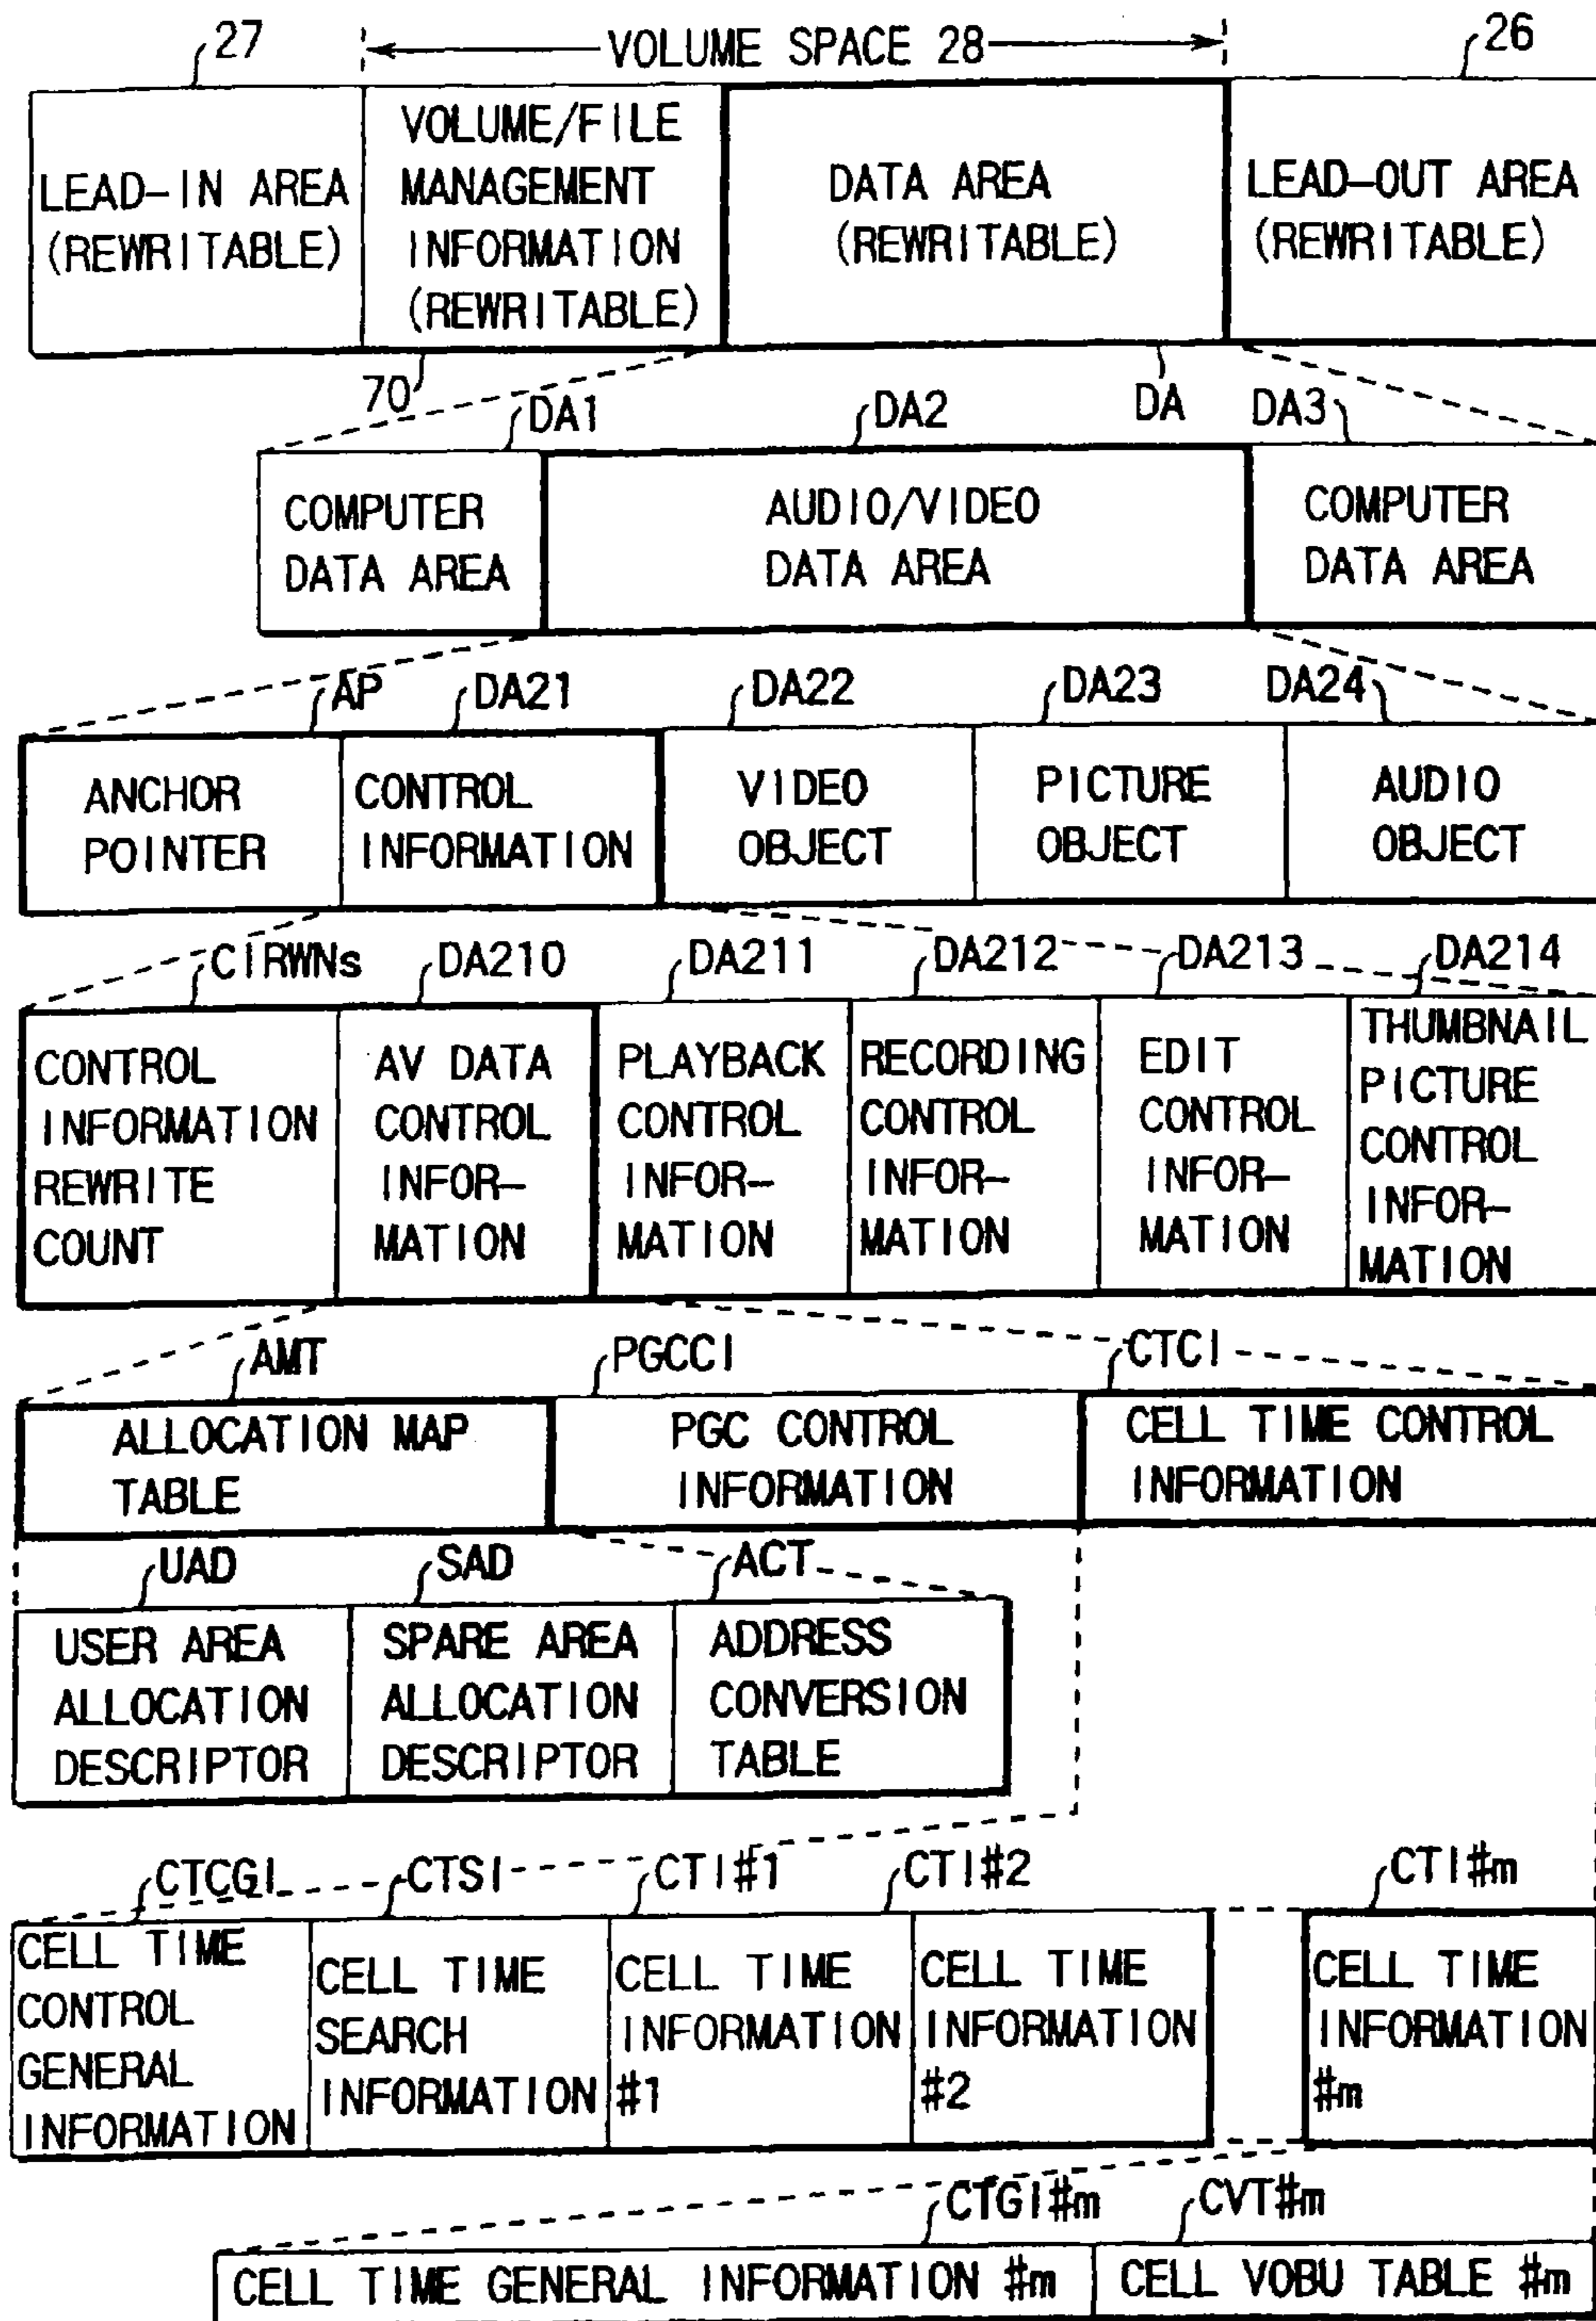 27
VOLUME SPACE 28
26
LEAD-IN AREA
(REWRITABLE)
VOLUME/FILE
MANAGEMENT
INFORMATION
(REWRITABLE)
DATA AREA
(REWRITABLE)
LEAD-OUT AREA
(REWRITABLE)
70
DA1
DA2
DA
DA3
COMPUTER
DATA AREA
AUDIO/VIDEO
DATA AREA
COMPUTER
DATA AREA
AP
DA21
DA22
DA23
DA24
ANCHOR
POINTER
CONTROL
INFORMATION
VIDEO
OBJECT
PICTURE
OBJECT
AUDIO
OBJECT
CIRWNs
DA210
DA211
DA212
DA213
DA214
CONTROL
INFORMATION
REWRITE
COUNT
AV DATA
CONTROL
INFOR-
MATION
PLAYBACK
CONTROL
INFOR-
MATION
RECORDING
CONTROL
INFOR-
MATION
EDIT
CONTROL
INFOR-
MATION
THUMBNAIL
PICTURE
CONTROL
INFOR-
MATION
AMT
PGCCI
CTCI
ALLOCATION MAP
TABLE
PGC CONTROL
INFORMATION
CELL TIME CONTROL
INFORMATION
UAD
SAD
ACT
USER AREA
ALLOCATION
DESCRIPTOR
SPARE AREA
ALLOCATION
DESCRIPTOR
ADDRESS
CONVERSION
TABLE
CTCGI
CTSI
CTI#1
CTI#2
CTI#m
CELL TIME
CONTROL
GENERAL
INFORMATION
CELL TIME
SEARCH
INFORMATION
CELL TIME
INFORMATION
#1
CELL TIME
INFORMATION
#2
CELL TIME
INFORMATION
#m
CTGI#m
CVT#m
CELL TIME GENERAL INFORMATION #m
CELL VOBU TABLE #m